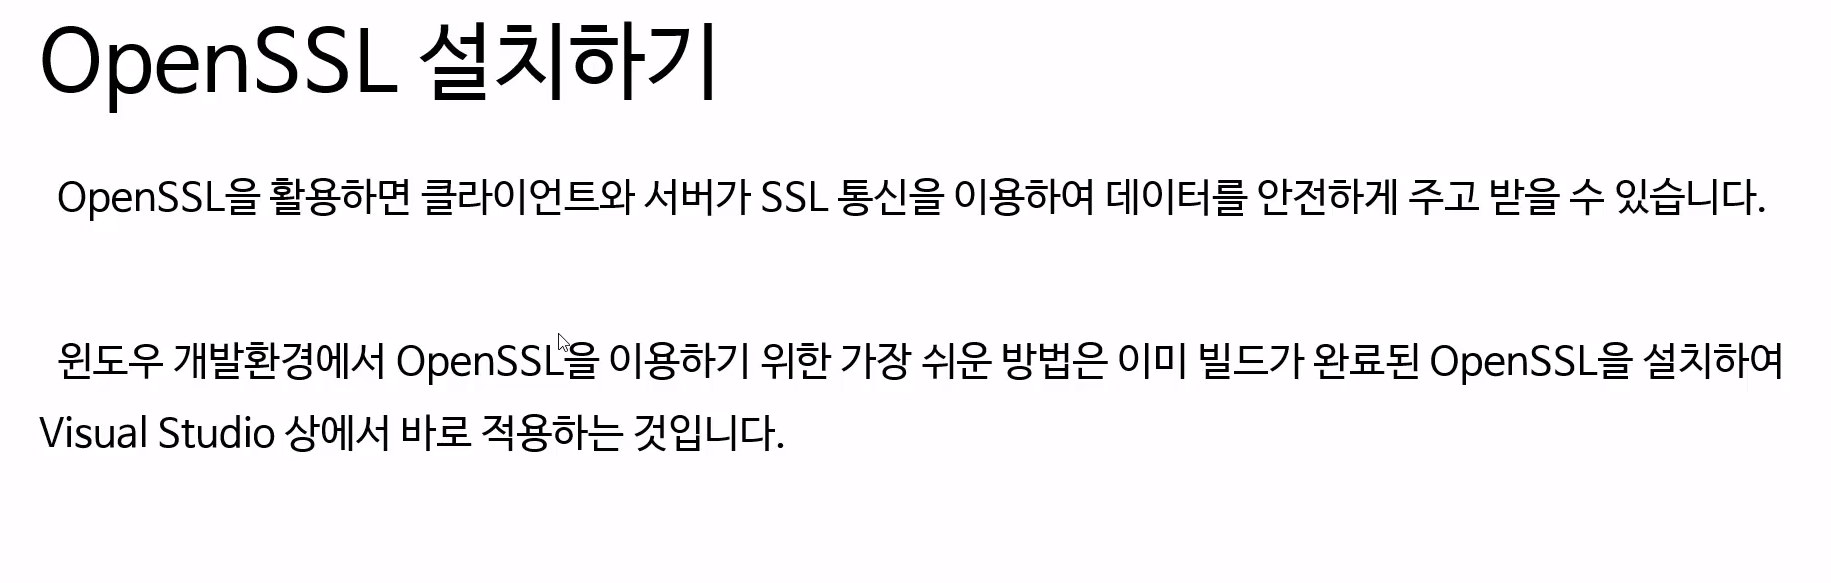 OpenSSL 설치하기
OpenSSL을 활용하면 클라이언트와 서버가 SSL 통신을 이용하여 데이터를 안전하게 주고 받을 수 있습니다.
윈도우 개발환경에서 OpenSSL을 이용하기 위한 가장 쉬운 방법은 이미 빌드가 완료된 OpenSSL을 설치하여
Visual Studio 상에서 바로 적용하는 것입니다.